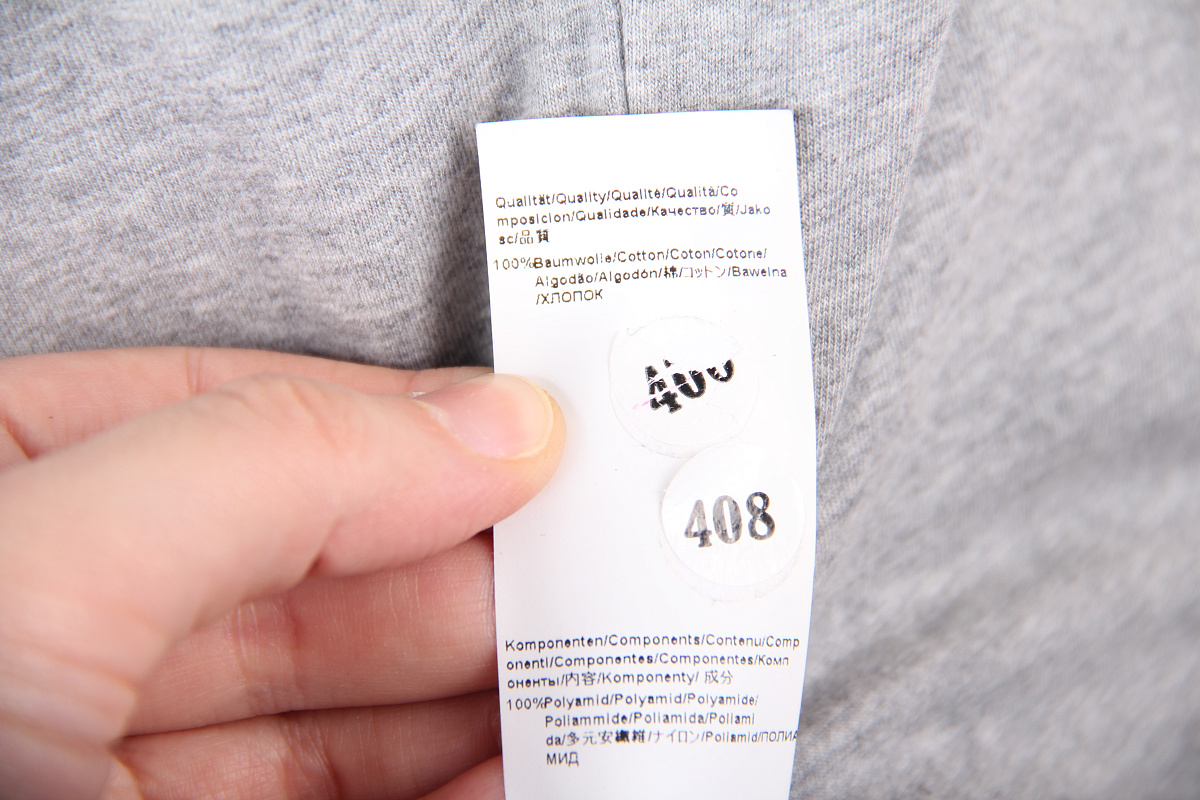 Qualität/Quality/Qualité/Qualità/Co
mposicion/Qualidade/Качество/質/Jako
sc/品質
100%Baumwolle/Cotton/Coton/Cotone/
Algodão/Algodón/棉/コットン/Bawelna
/ХЛОПОК
408
Komponenten/Components/Contenu/Comp
onenti/Componentes/Componentes/Комп
оненты/内容/Komponenty/ 成分
100%Polyamid/Polyamid/Polyamide/
Poliammide/Poliamida/Poliami
da/多元安纖維/ナイロン/Poliamid/ПОЛИА
МИД